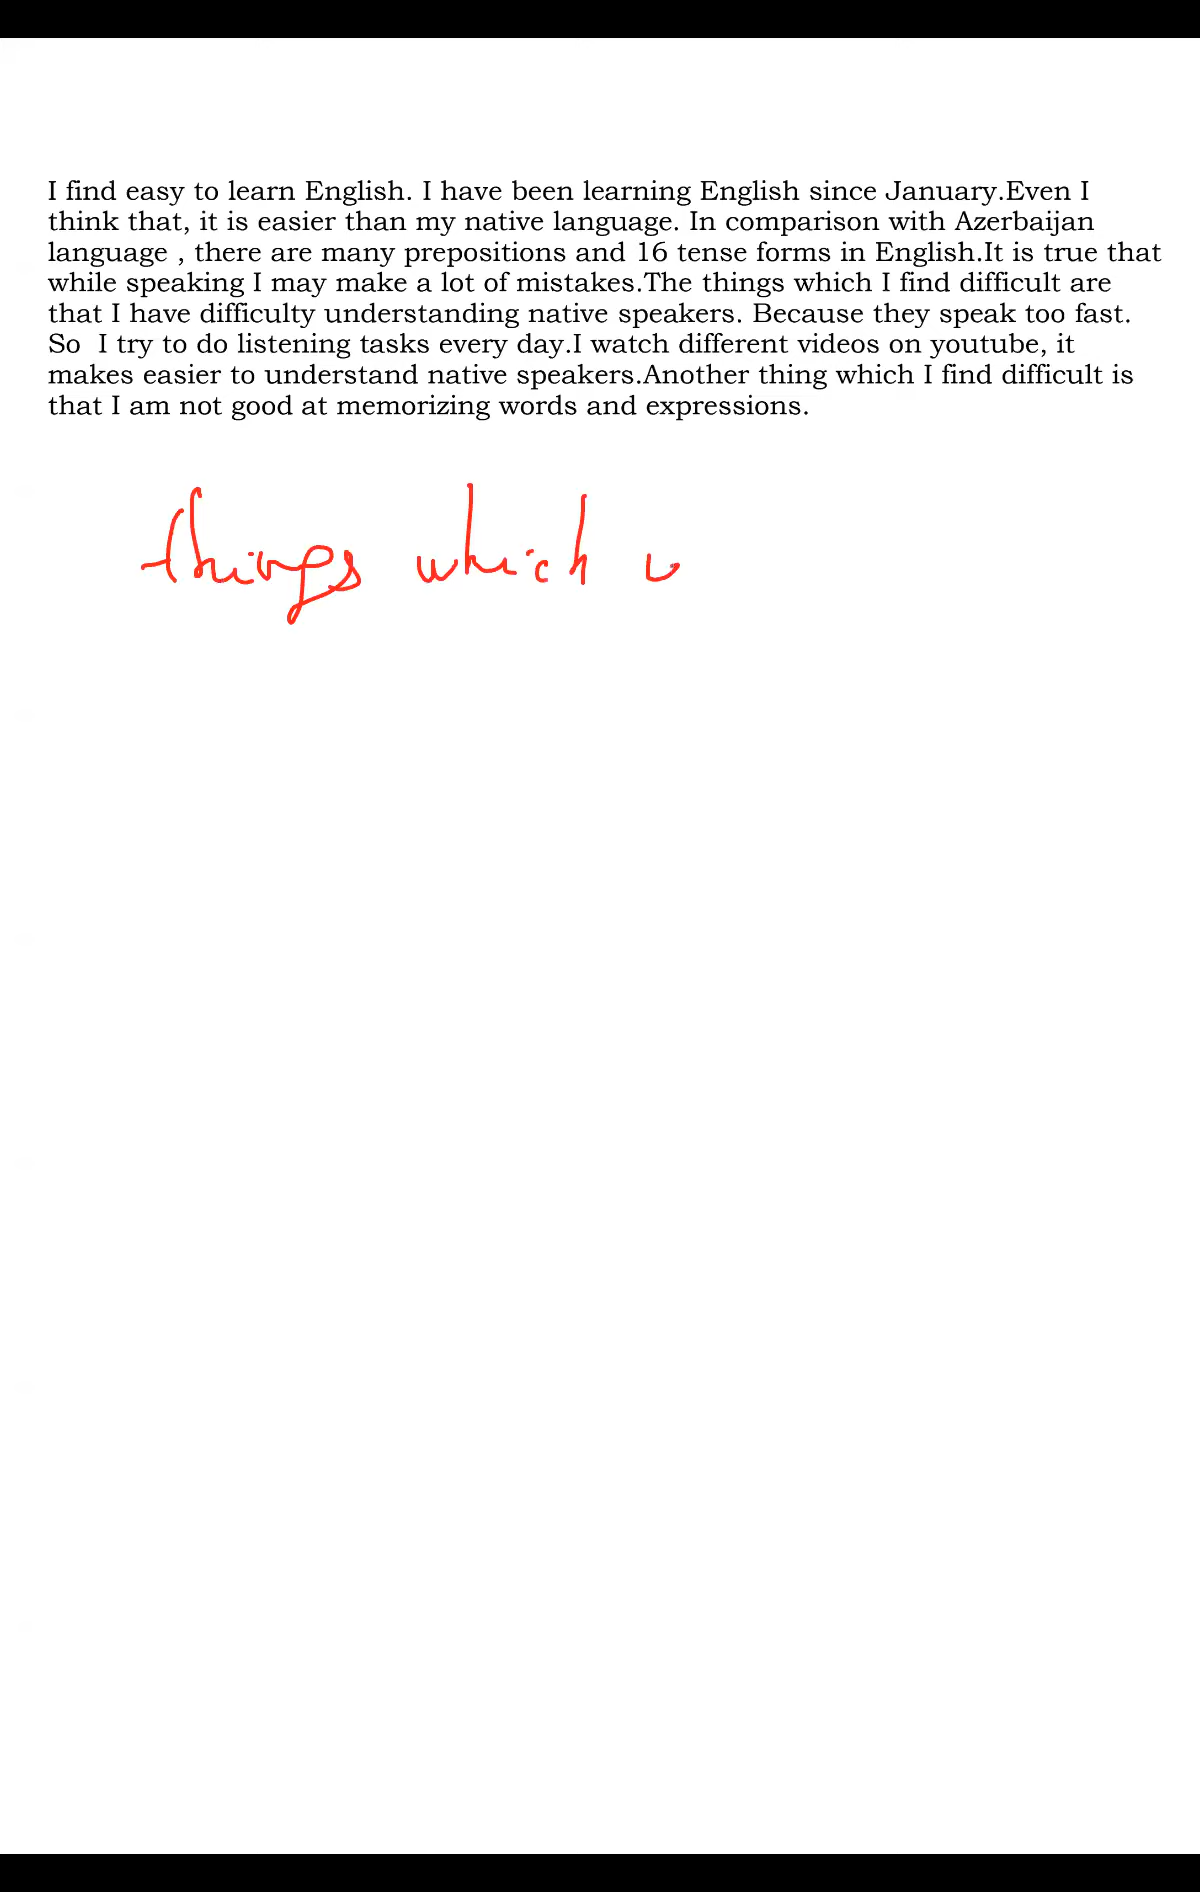 I find easy to learn English. I have been learning English since January.Even I
think that, it is easier than my native language. In comparison with Azerbaijan
language , there are many prepositions and 16 tense forms in English.It is true that
while speaking I may make a lot of mistakes.The things which I find difficult are
that I have difficulty understanding native speakers. Because they speak too fast.
So  I try to do listening tasks every day.I watch different videos on youtube, it
makes easier to understand native speakers.Another thing which I find difficult is
that I am not good at memorizing words and expressions.
things which